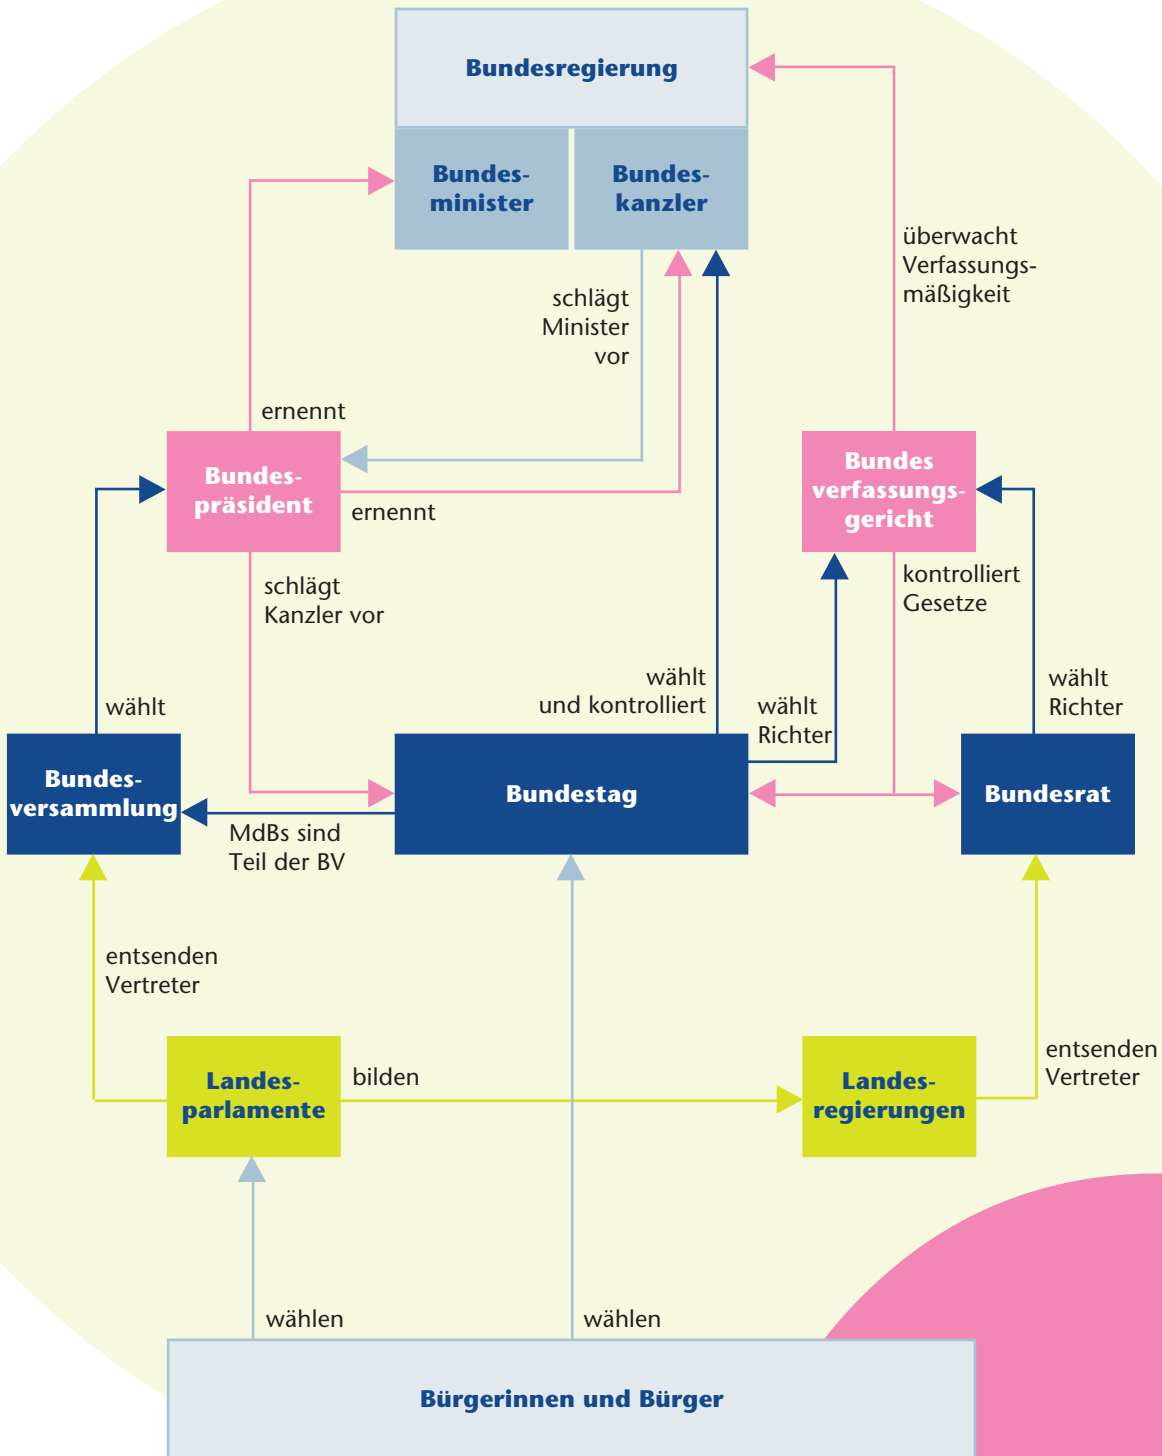 Bundesregierung
Bundes-
minister
Bundes-
kanzler
überwacht
Verfassungs-
mäßigkeit
schlägt
Minister
vor
ernennt
Bundes-
präsident
ernennt
Bundes
verfassungs-
gericht
schlägt
Kanzler vor
kontrolliert
Gesetze
wählt
wählt
und kontrolliert
wählt
Richter
wählt
Richter
Bundes-
versammlung
Bundestag
Bundesrat
MdBs sind
Teil der BV
entsenden
Vertreter
Landes-
parlamente
bilden
Landes-
regierungen
entsenden
Vertreter
wählen
wählen
Bürgerinnen und Bürger